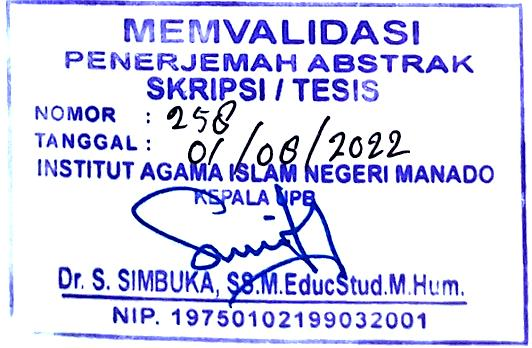 MEMVALIDASI
PENERJEMAH ABSTRAK
SKRIPSI / TESIS
NOMOR : 258
TANGGAL : 01/08/2022
INSTITUT AGAMA ISLAM NEGERI MANADO
KEPALA UPB
Dr. S. SIMBUKA, SS.M.EducStud.M.Hum.
NIP. 19750102199032001